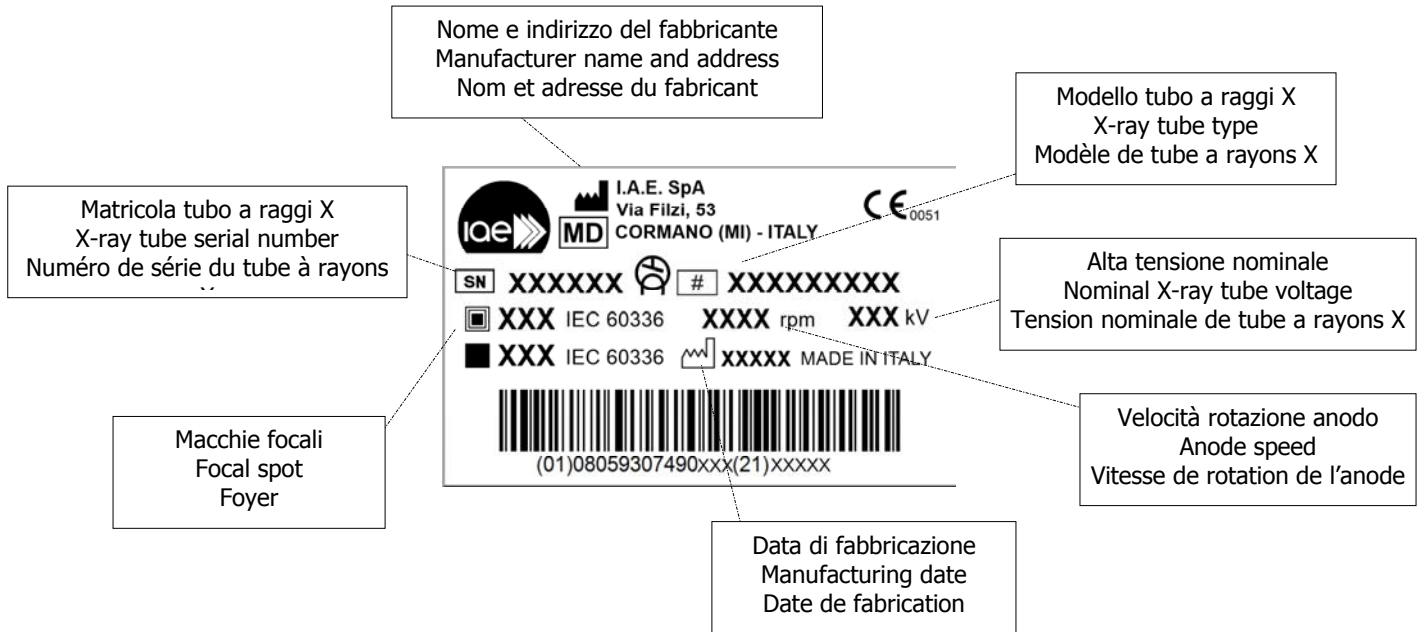 Nome e indirizzo del fabbricante
Manufacturer name and address
Nom et adresse du fabricant
Modello tubo a raggi X
X-ray tube type
Modèle de tube a rayons X
Matricola tubo a raggi X
X-ray tube serial number
Numéro de série du tube à rayons
iae
I.A.E. SpA
Via Filzi, 53
MD CORMANO (MI) - ITALY
CE 0051
SN XXXXXX # XXXXXXXXX
XXX IEC 60336 XXXX rpm XXX kV
XXX IEC 60336 XXXXX MADE IN ITALY
(01)08059307490xxx(21)xxxxx
Alta tensione nominale
Nominal X-ray tube voltage
Tension nominale de tube a rayons X
Macchie focali
Focal spot
Foyer
Velocità rotazione anodo
Anode speed
Vitesse de rotation de l’anode
Data di fabbricazione
Manufacturing date
Date de fabrication